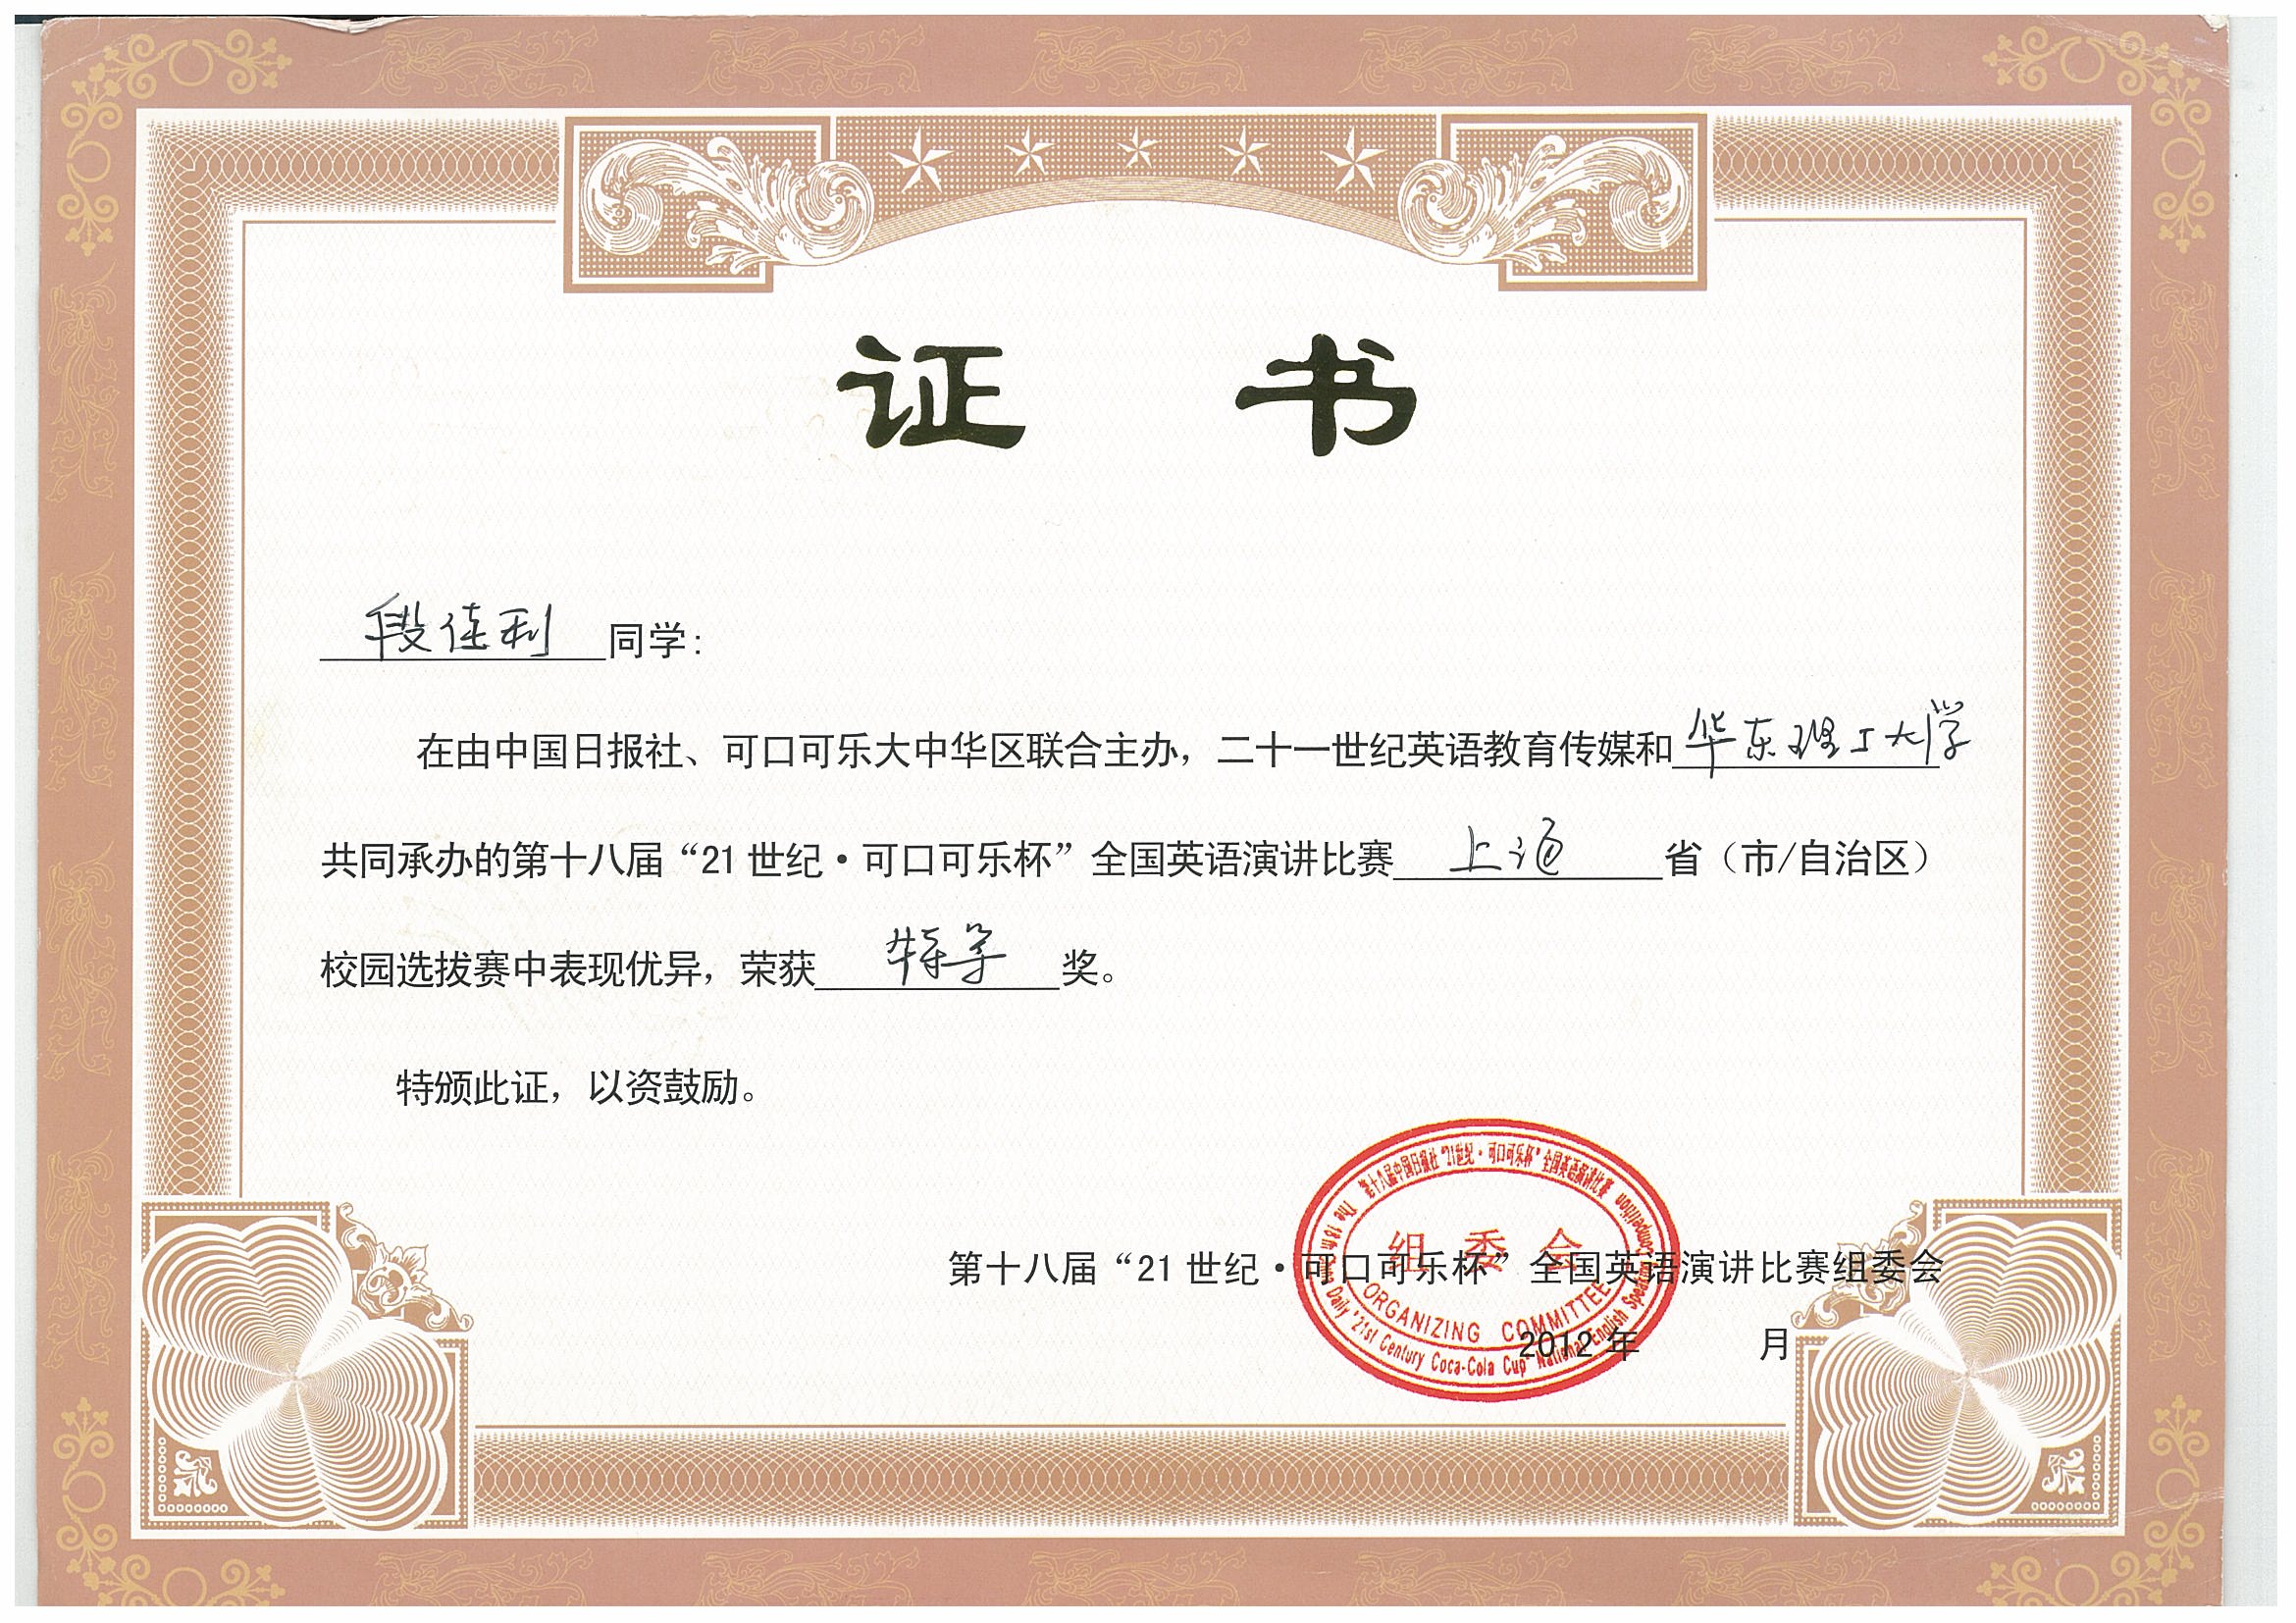 证 书
段佳利 同学:
在由中国日报社、可口可乐大中华区联合主办，二十一世纪英语教育传媒和华东理工大学
共同承办的第十八届“21世纪·可口可乐杯”全国英语演讲比赛 上海 省（市/自治区）
校园选拔赛中表现优异，荣获 特等 奖。
特颁此证，以资鼓励。
第十八届中国日报社“21世纪·可口可乐杯”全国英语演讲比赛
组委会
ORGANIZING COMMITTEE
The 18th China Daily "21st Century Coca-Cola Cup" National English Speaking Competition
第十八届“21世纪·可口可乐杯”全国英语演讲比赛组委会
2012年 月